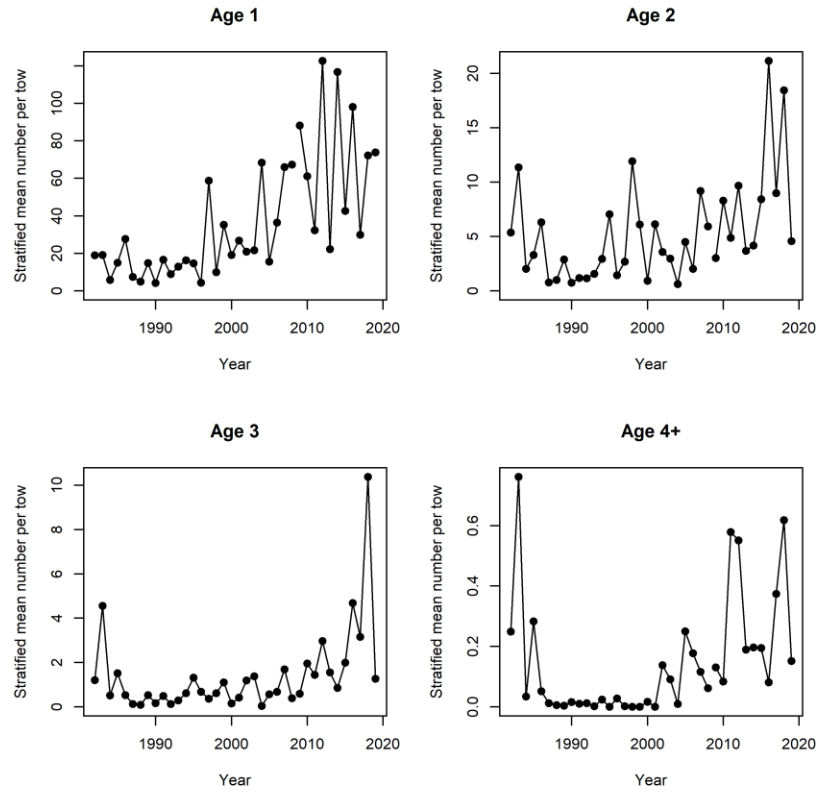 Age 1
Stratified mean number per tow
0 20 40 60 80 100
1990 2000 2010 2020
Year
Age 2
Stratified mean number per tow
0 5 10 15 20
1990 2000 2010 2020
Year
Age 3
Stratified mean number per tow
0 2 4 6 8 10
1990 2000 2010 2020
Year
Age 4+
Stratified mean number per tow
0.0 0.2 0.4 0.6
1990 2000 2010 2020
Year